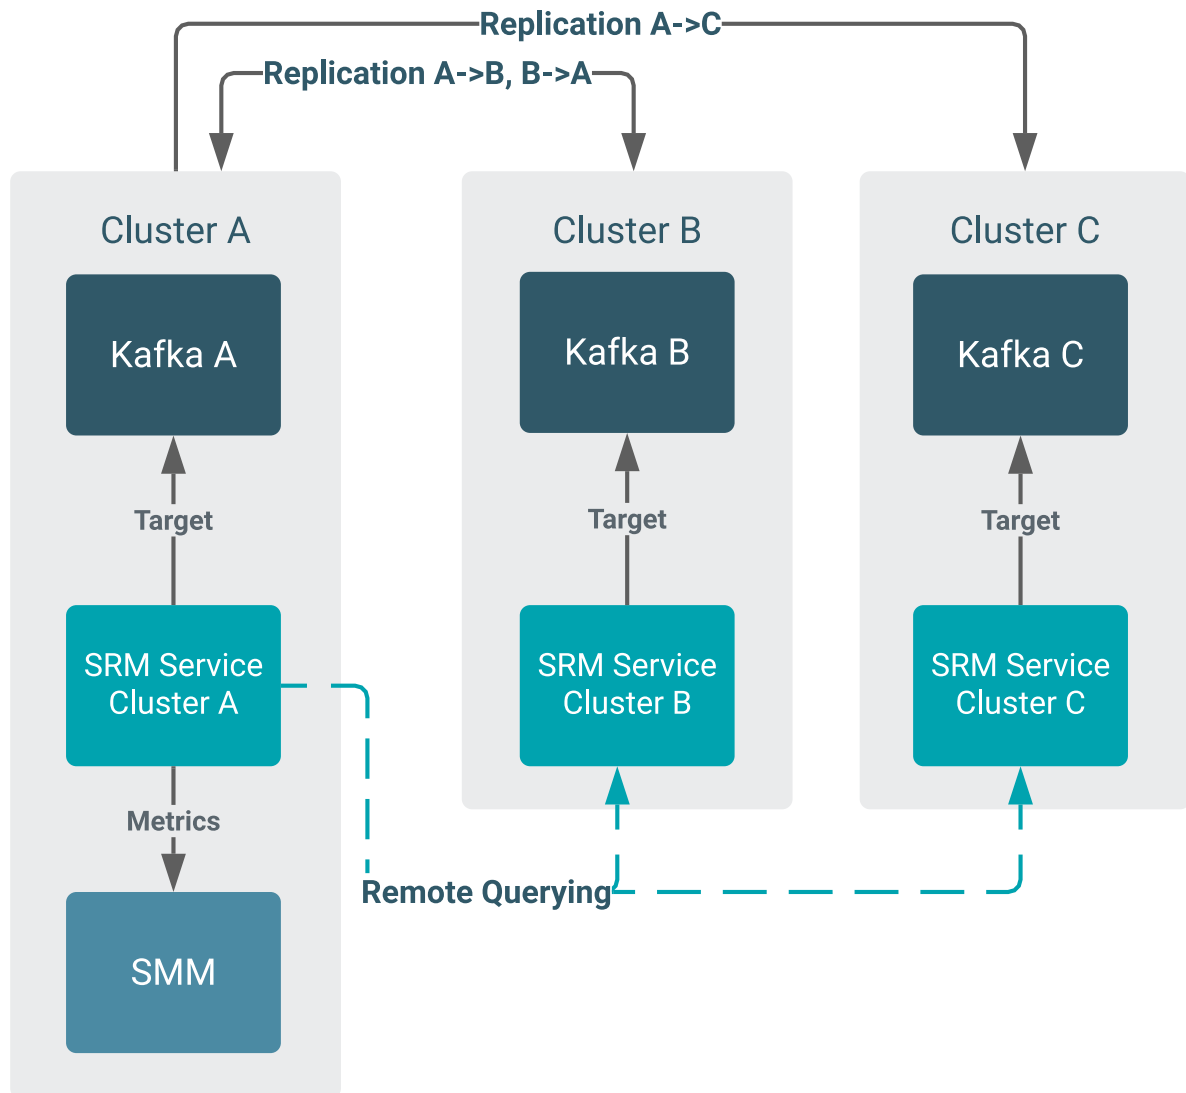 Replication A->C
Replication A->B, B->A
Cluster A
Cluster B
Cluster C
Kafka A
Kafka B
Kafka C
Target
Target
Target
SRM Service
Cluster A
SRM Service
Cluster B
SRM Service
Cluster C
Metrics
Remote Querying
SMM